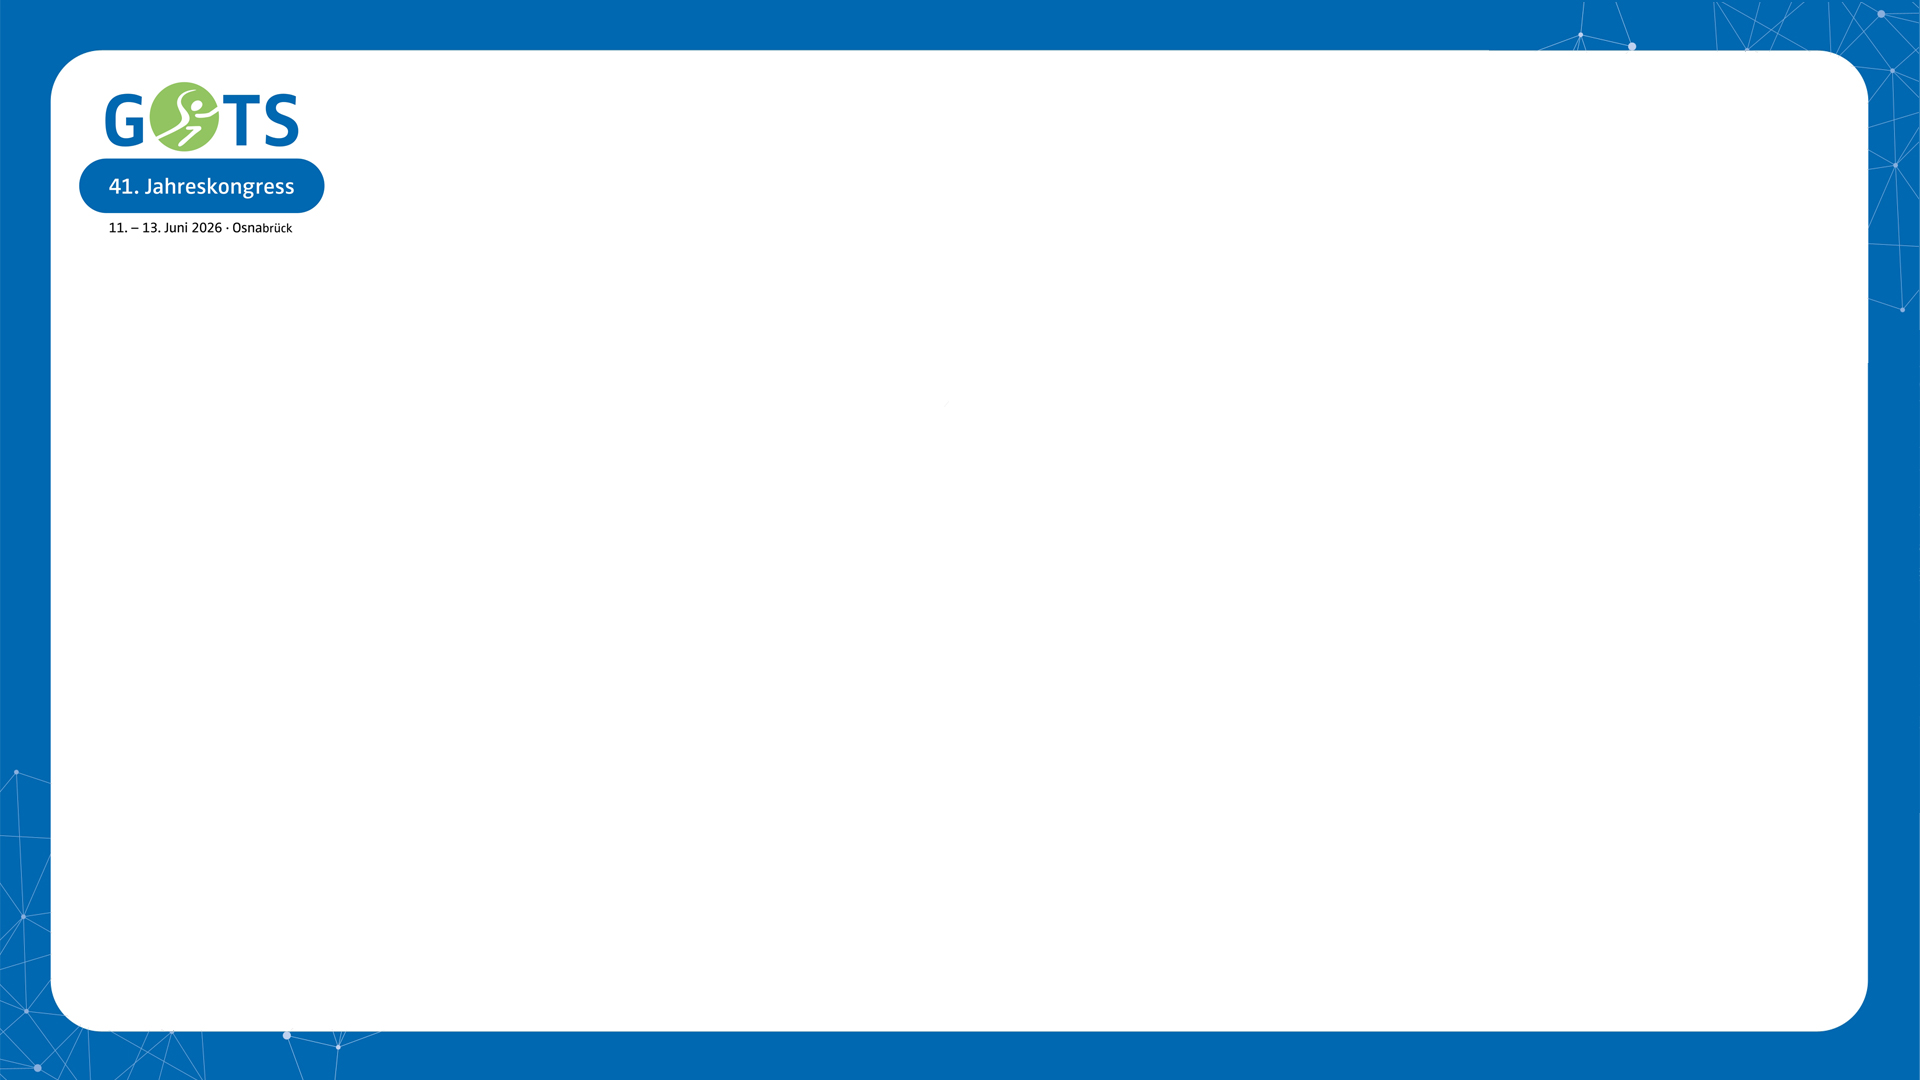 GOTS
41. Jahreskongress
11. – 13. Juni 2026 · Osnabrück